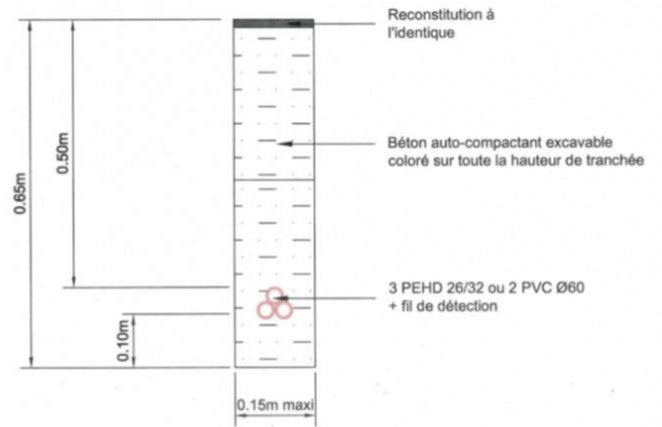 Reconstitution à
l'identique
0.50m
0.65m
Béton auto-compactant excavable
coloré sur toute la hauteur de tranchée
3 PEHD 26/32 ou 2 PVC Ø60
+ fil de détection
0.10m
0.15m maxi